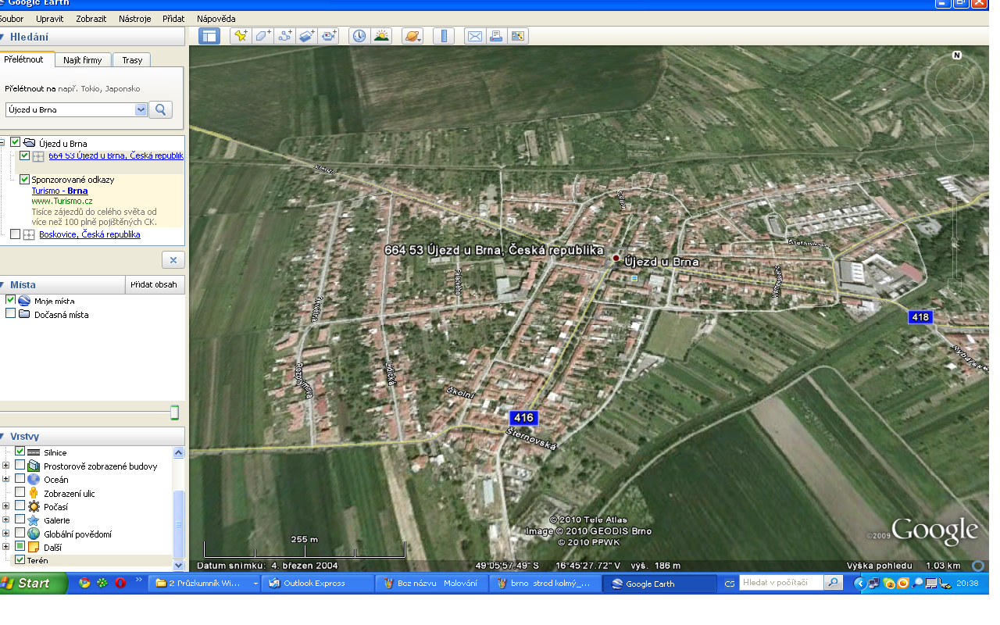 Google Earth
Soubor Upravit Zobrazit Nástroje Přidat Nápověda
Hledání
Přelétnout Najít firmy Trasy
Přelétnout na např. Tokio, Japonsko
Újezd u Brna
Újezd u Brna
664 53 Újezd u Brna, Česká republik
Sponzorované odkazy
Turismo - Brna
www.Turismo.cz
Tisíce zájezdů do celého světa od
více než 100 plně pojištěných CK.
Boskovice, Česká republika
Místa Přidat obsah
Moje místa
Dočasná místa
Vrstvy
Silnice
Prostorově zobrazené budovy
Oceán
Zobrazení ulic
Počasí
Galerie
Globální povědomí
Další
Terén
N
664 53 Újezd u Brna, Česká republika
Újezd u Brna
418
Rybářská
Lidická
Školní
416
Šternovská
© 2010 Tele Atlas
Image © 2010 GEODIS Brno
© 2010 PPWK
©2009 Google
255 m
Datum snímků: 4. březen 2004 49°05'57.49" S 16°45'27.72" V výš. 186 m Výška pohledu 1.03 km
Start 2 Průzkumník Wi... Outlook Express Bez názvu - Malování brno střed kolmý_... Google Earth CS Hledat v počítači 20:38